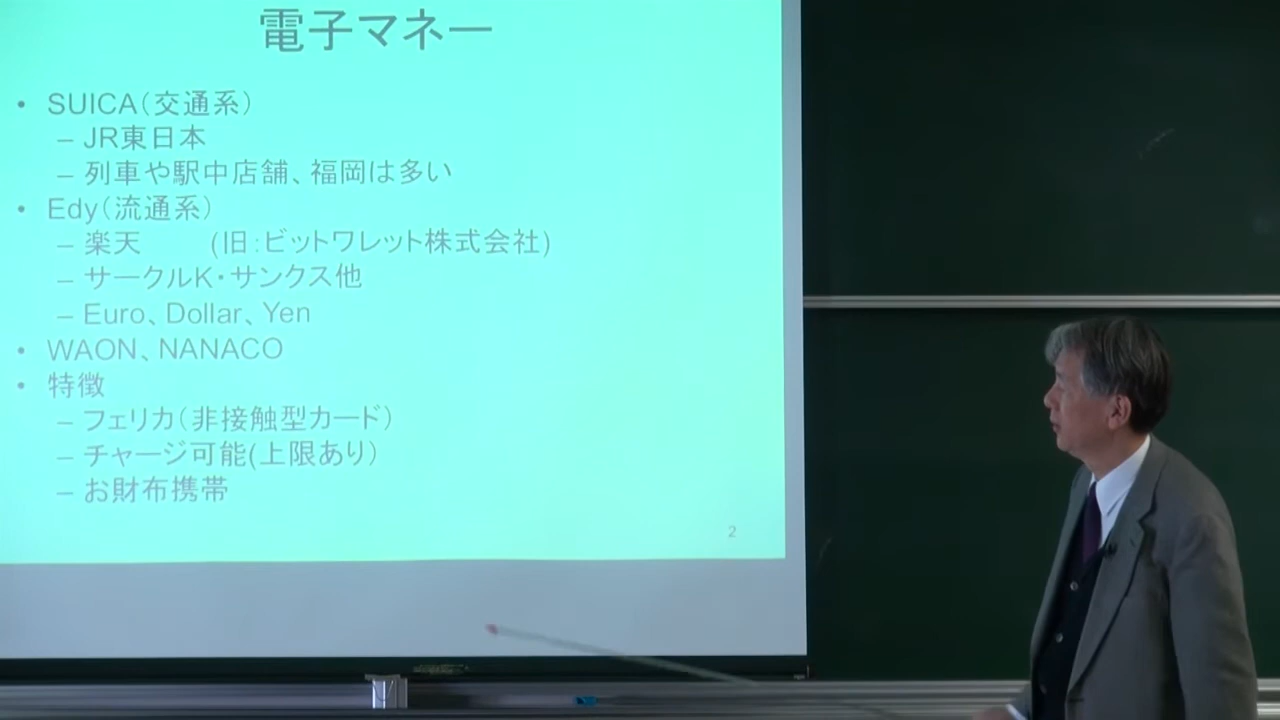 電子マネー
• SUICA(交通系)
– JR東日本
– 列車や駅中店舗、福岡は多い
• Edy(流通系)
– 楽天 (旧:ビットワレット株式会社)
– サークルK・サンクス他
– Euro、Dollar、Yen
• WAON、NANACO
• 特徴
– フェリカ(非接触型カード)
– チャージ可能(上限あり)
– お財布携帯
2